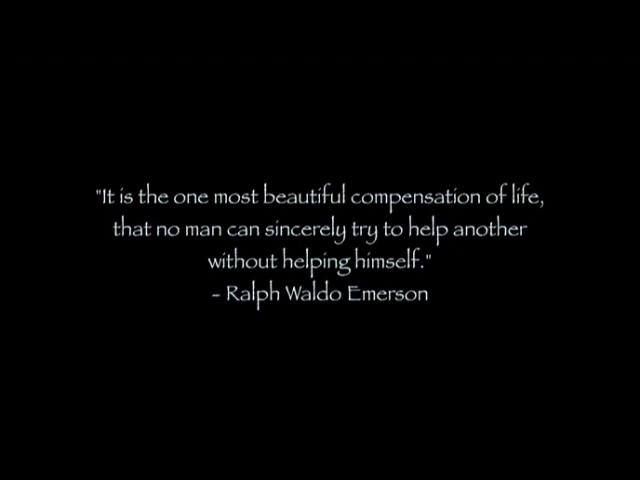 "It is the one most beautiful compensation of life,
that no man can sincerely try to help another
without helping himself."
- Ralph Waldo Emerson